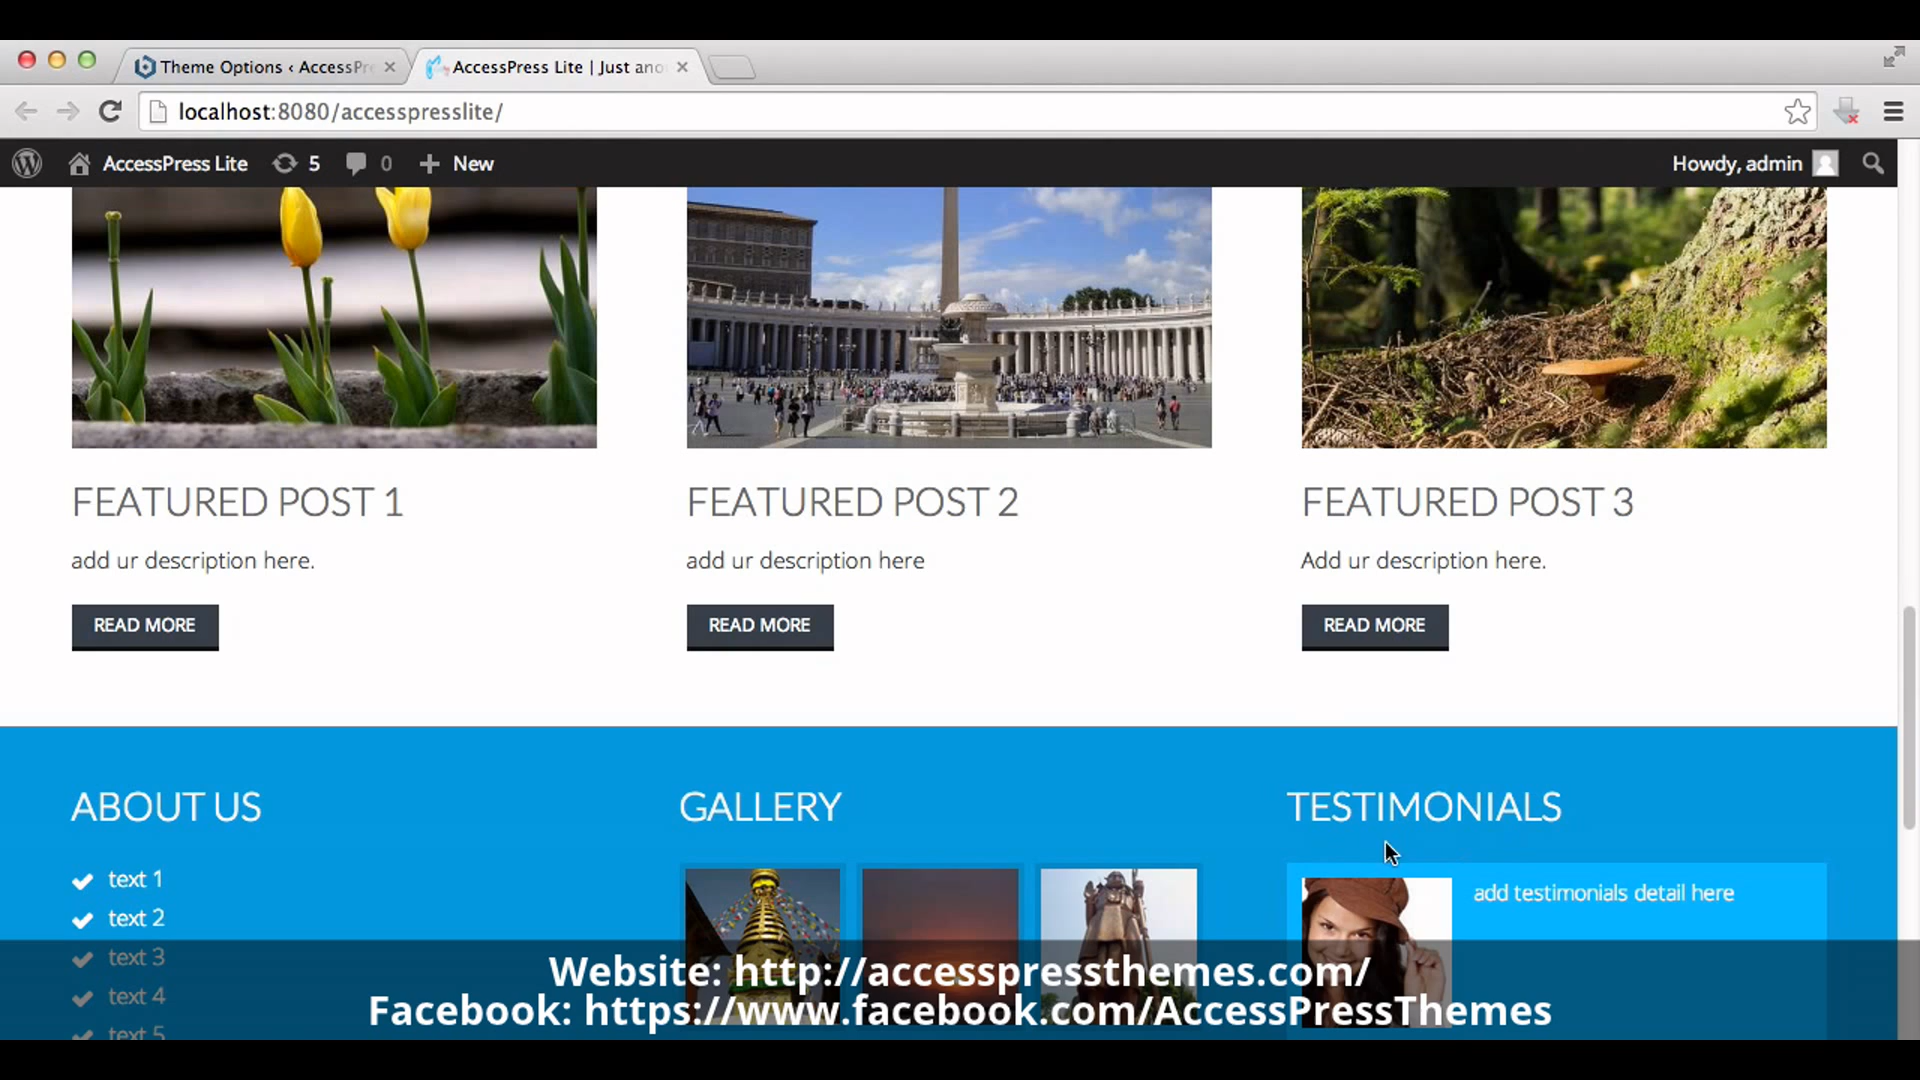 Theme Options ‹ AccessPr
AccessPress Lite | Just ano
localhost:8080/accesspresslite/
AccessPress Lite 5 0 New Howdy, admin
FEATURED POST 1
add ur description here.
READ MORE
FEATURED POST 2
add ur description here
READ MORE
FEATURED POST 3
Add ur description here.
READ MORE
ABOUT US
text 1
text 2
text 3
text 4
text 5
GALLERY
TESTIMONIALS
add testimonials detail here
Website: http://accesspressthemes.com/
Facebook: https://www.facebook.com/AccessPressThemes